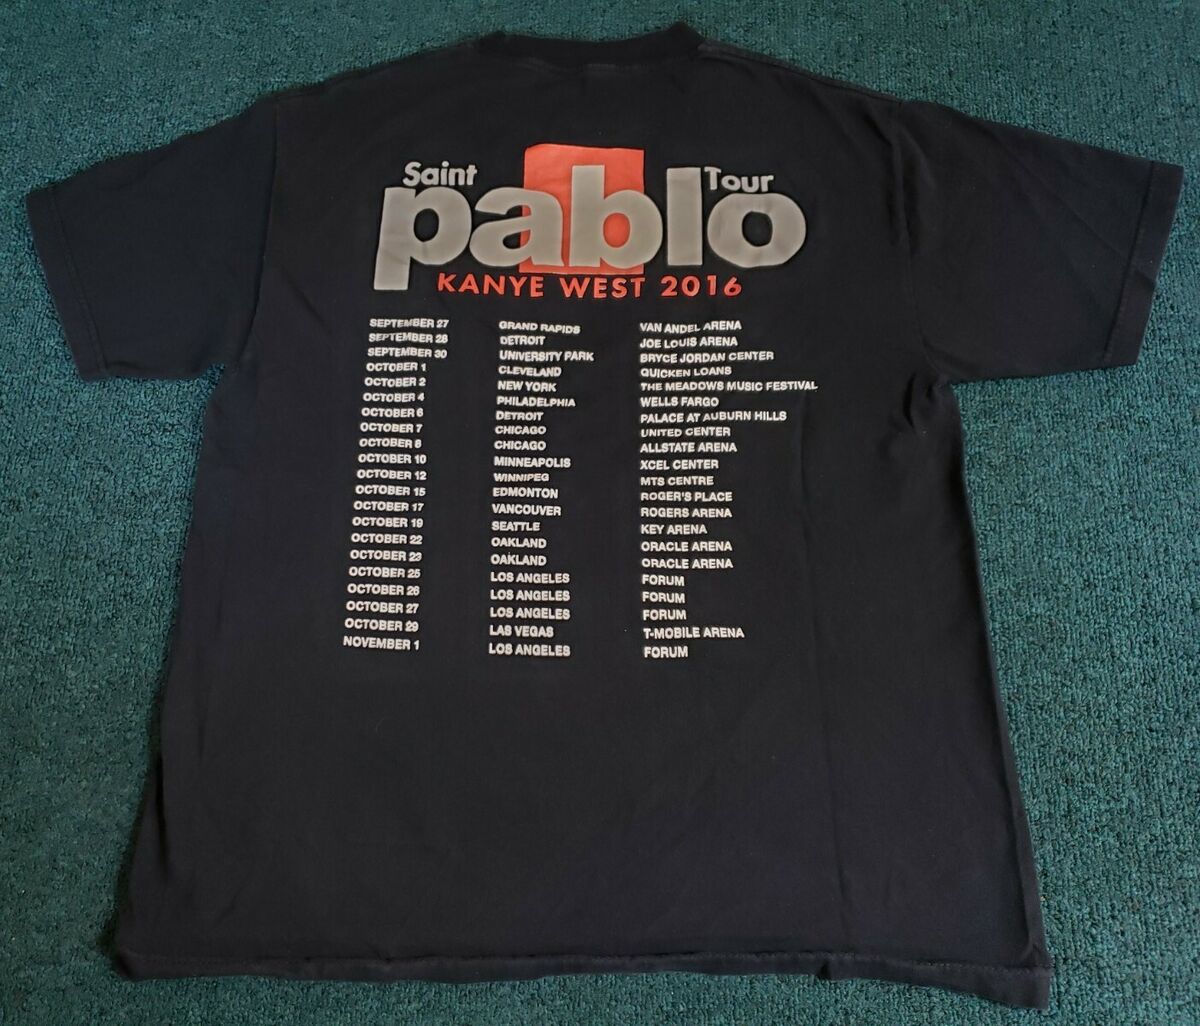 Saint Tour
pablo
KANYE WEST 2016
SEPTEMBER 27 GRAND RAPIDS VAN ANDEL ARENA
SEPTEMBER 28 DETROIT JOE LOUIS ARENA
SEPTEMBER 30 UNIVERSITY PARK BRYCE JORDAN CENTER
OCTOBER 1 CLEVELAND QUICKEN LOANS
OCTOBER 2 NEW YORK THE MEADOWS MUSIC FESTIVAL
OCTOBER 4 PHILADELPHIA WELLS FARGO
OCTOBER 6 DETROIT PALACE AT AUBURN HILLS
OCTOBER 7 CHICAGO UNITED CENTER
OCTOBER 8 CHICAGO ALLSTATE ARENA
OCTOBER 10 MINNEAPOLIS XCEL CENTER
OCTOBER 12 WINNIPEG MTS CENTRE
OCTOBER 15 EDMONTON ROGER'S PLACE
OCTOBER 17 VANCOUVER ROGERS ARENA
OCTOBER 19 SEATTLE KEY ARENA
OCTOBER 22 OAKLAND ORACLE ARENA
OCTOBER 23 OAKLAND ORACLE ARENA
OCTOBER 25 LOS ANGELES FORUM
OCTOBER 26 LOS ANGELES FORUM
OCTOBER 27 LOS ANGELES FORUM
OCTOBER 29 LAS VEGAS T-MOBILE ARENA
NOVEMBER 1 LOS ANGELES FORUM